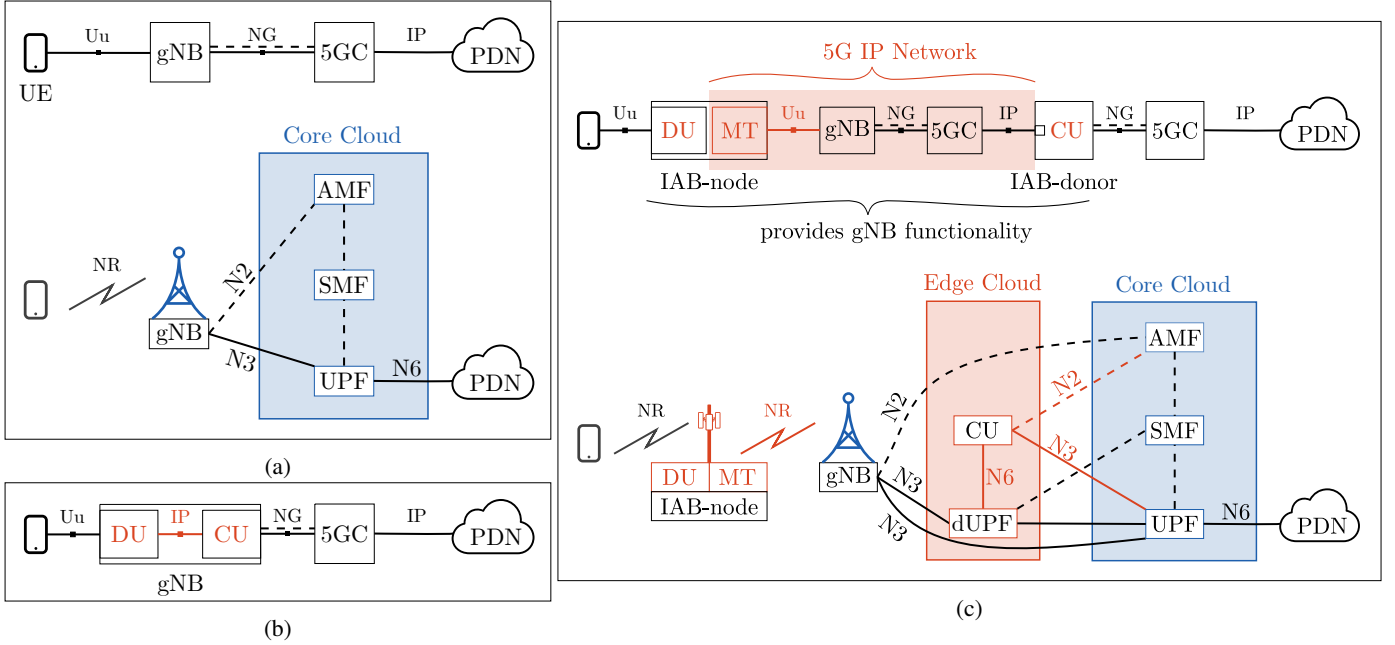 Uu
gNB
NG
5GC
IP
PDN
UE
Core Cloud
AMF
N2
NR
SMF
gNB
N3
UPF
N6
PDN
(a)
Uu
DU
IP
CU
NG
5GC
IP
PDN
gNB
(b)
5G IP Network
Uu
DU
MT
Uu
gNB
NG
5GC
IP
CU
NG
5GC
IP
PDN
IAB-node
IAB-donor
provides gNB functionality
Edge Cloud
Core Cloud
AMF
N2
N2
NR
NR
CU
SMF
N3
DU
MT
gNB
N3
N6
IAB-node
N3
dUPF
UPF
N6
PDN
(c)